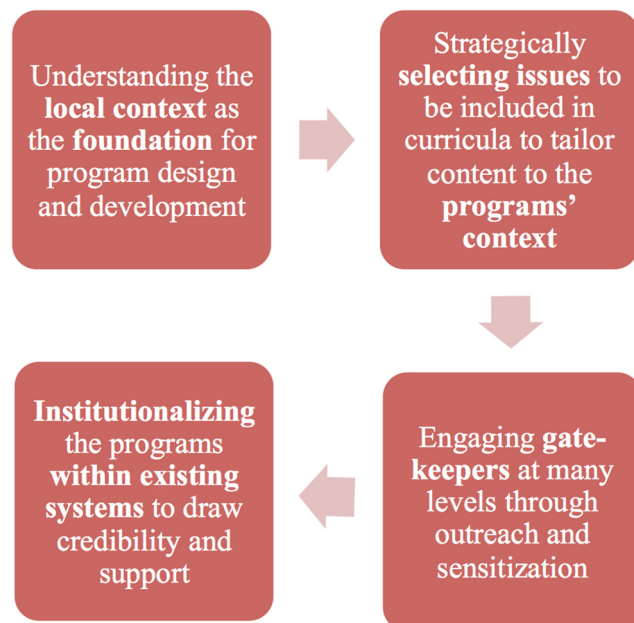 Understanding the
local context as
the foundation for
program design
and development
Strategically
selecting issues to
be included in
curricula to tailor
content to the
programs’
context
Engaging gate-
keepers at many
levels through
outreach and
sensitization
Institutionalizing
the programs
within existing
systems to draw
credibility and
support